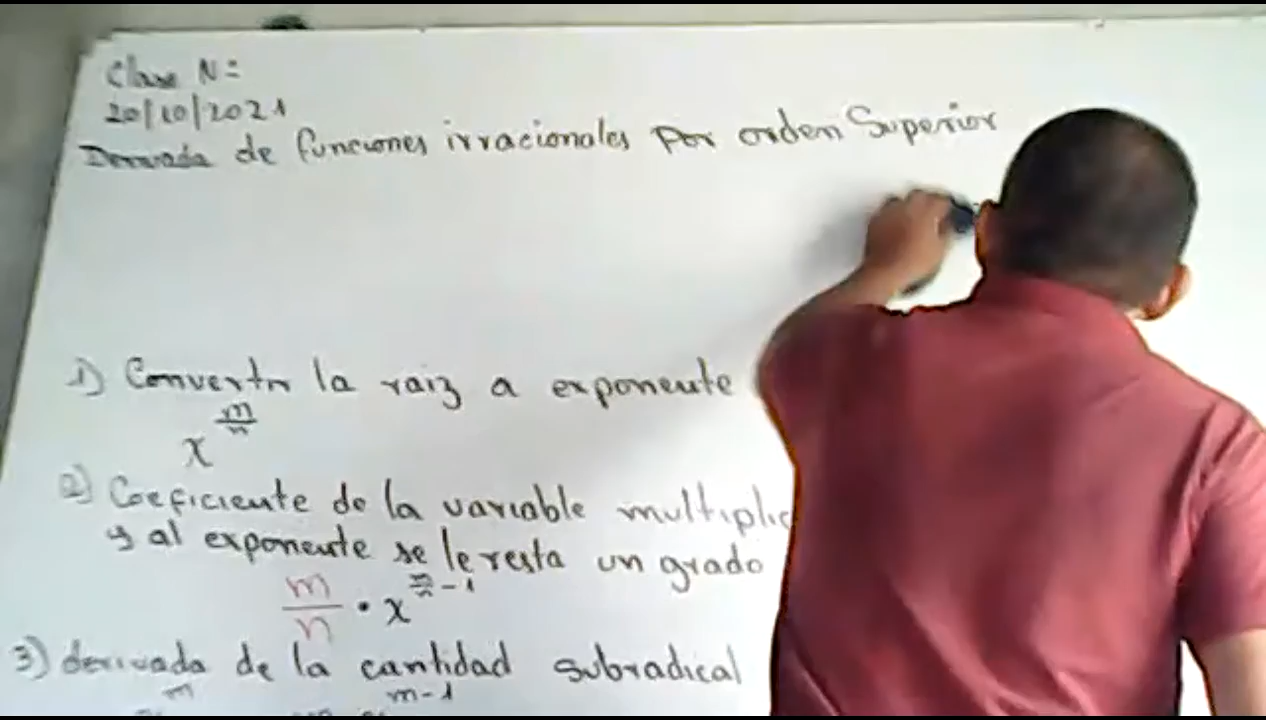 Clase N=
20/10/2021
Derivada de funciones irracionales por orden Superior
1) Convertir la raiz a exponente
x^{m/n}
2) Coeficiente de la variable multiplic
y al exponente se le resta un grado
m/n · x^{m/n - 1}
3) derivada de la cantidad subradical
m m-1